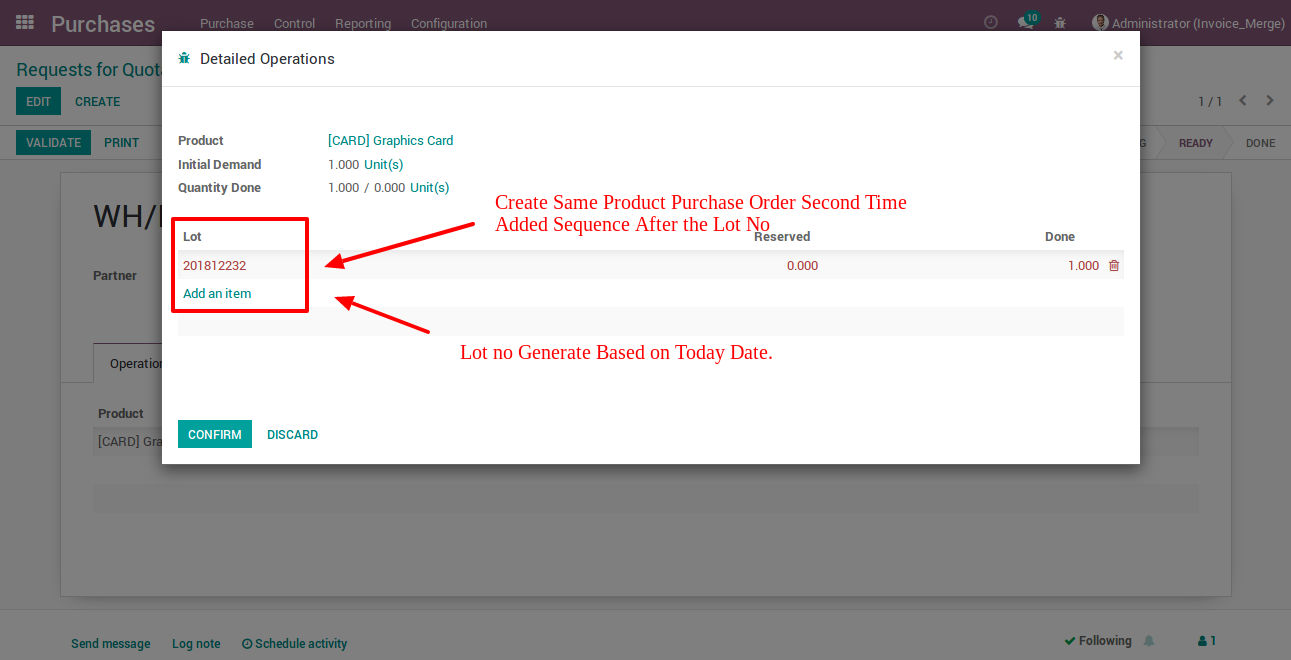 Purchases Purchase Control Reporting Configuration 10 Administrator (Invoice_Merge)
Detailed Operations ×
Requests for Quota
EDIT CREATE 1 / 1
VALIDATE PRINT G READY DONE
Product [CARD] Graphics Card
Initial Demand 1.000 Unit(s)
Quantity Done 1.000 / 0.000 Unit(s)
Create Same Product Purchase Order Second Time
Added Sequence After the Lot No
WH/
Lot Reserved Done
201812232 0.000 1.000
Partner
Add an item
Lot no Generate Based on Today Date.
Operation
Product
[CARD] Gra
CONFIRM DISCARD
Send message Log note Schedule activity Following 1